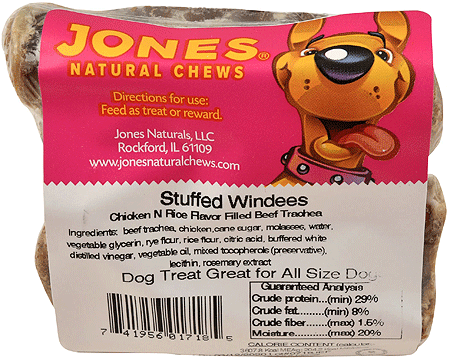 JONES®
NATURAL CHEWS
Directions for use:
Feed as treat or reward.
Jones Naturals, LLC
Rockford, IL 61109
www.jonesnaturalchews.com
Stuffed Windees
Chicken N Rice Flavor Filled Beef Trachea
Ingredients: beef trachea, chicken,cane sugar, molasses, water,
vegetable glycerin, rye flour, rice flour, citric acid, buffered white
distilled vinegar, vegetable oil, mixed tocopherols (preservative),
lecithin, rosemary extract
Dog Treat Great for All Size Dog
Guaranteed Analysis
Crude protein...(min) 29%
Crude fat..........(min) 8%
Crude fiber.......(max) 1.5%
Moisture..........(max) 20%
7 41956 01718 5
CALORIE CONTENT (calculate